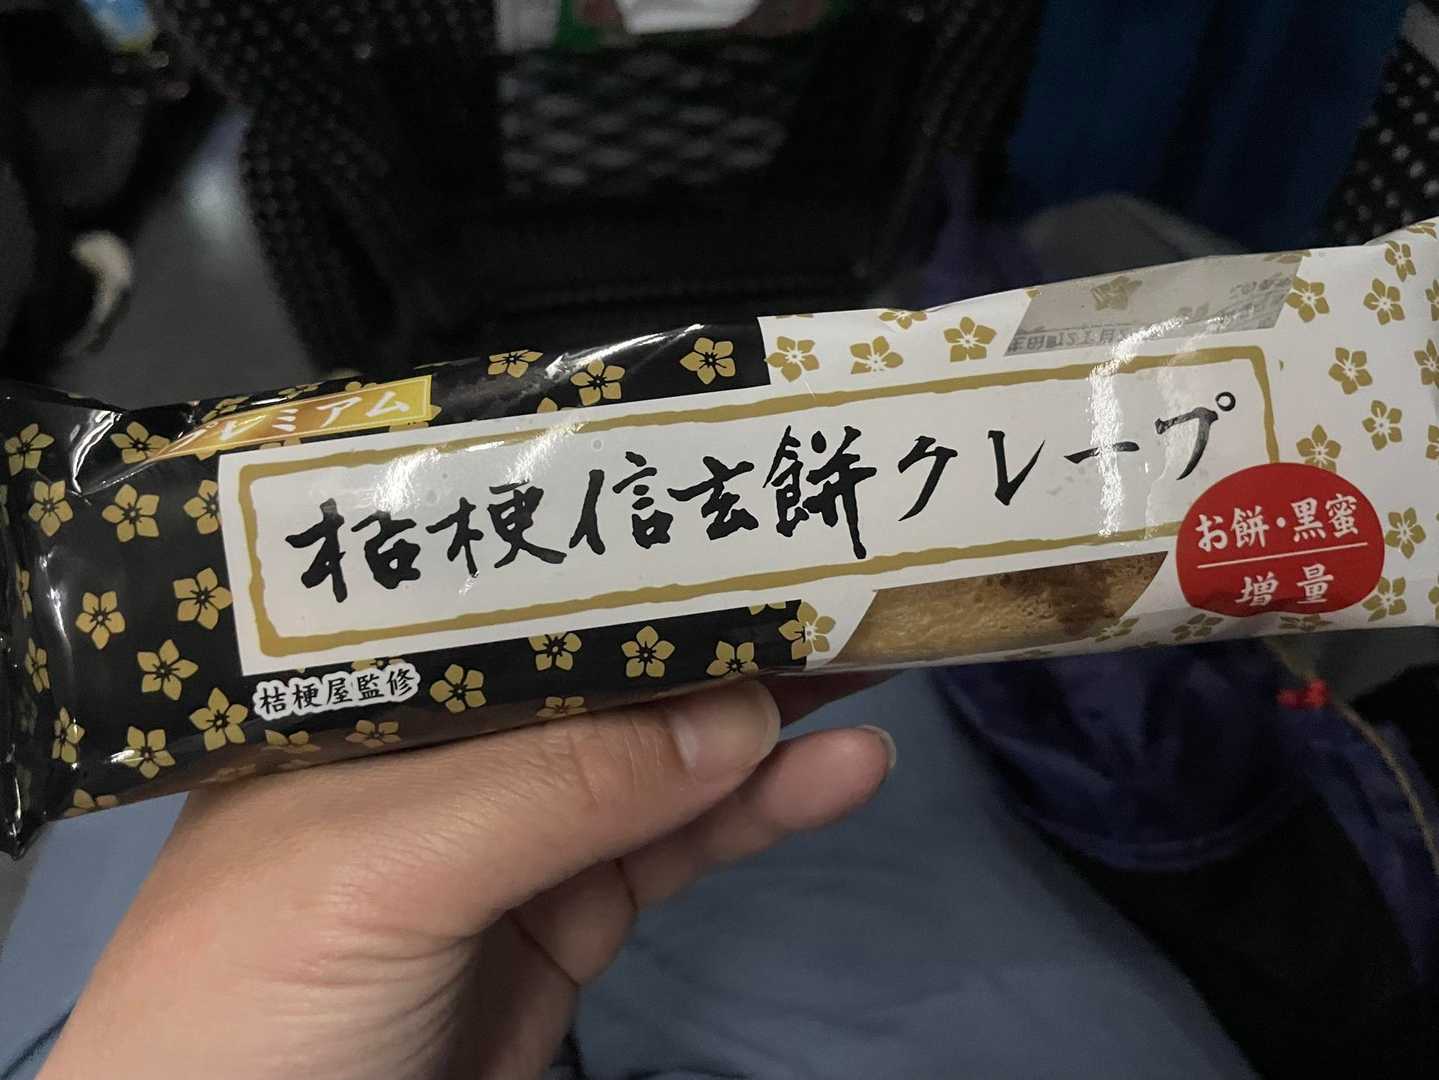 プレミアム
桔梗信玄餅クレープ
お餅・黒蜜
増量
桔梗屋監修